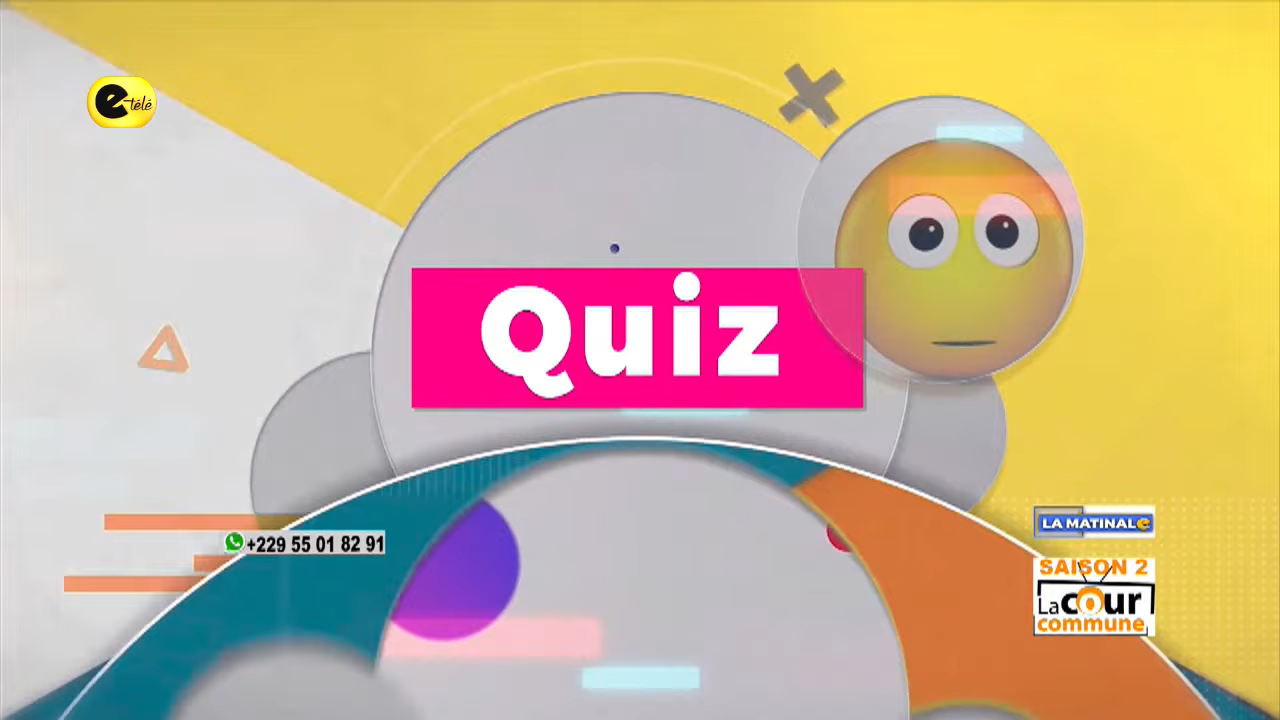 e-télé
Quiz
+229 55 01 82 91
LA MATINALe
SAISON 2
La cour
commune